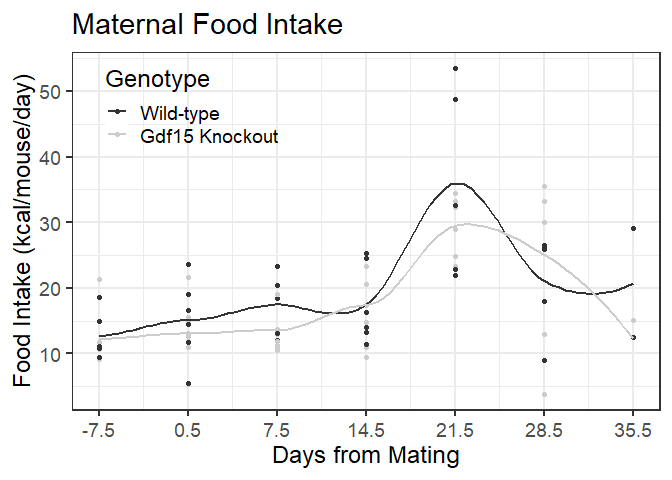 Maternal Food Intake
Food Intake (kcal/mouse/day)
Genotype
Wild-type
Gdf15 Knockout
50
40
30
20
10
-7.5 0.5 7.5 14.5 21.5 28.5 35.5
Days from Mating